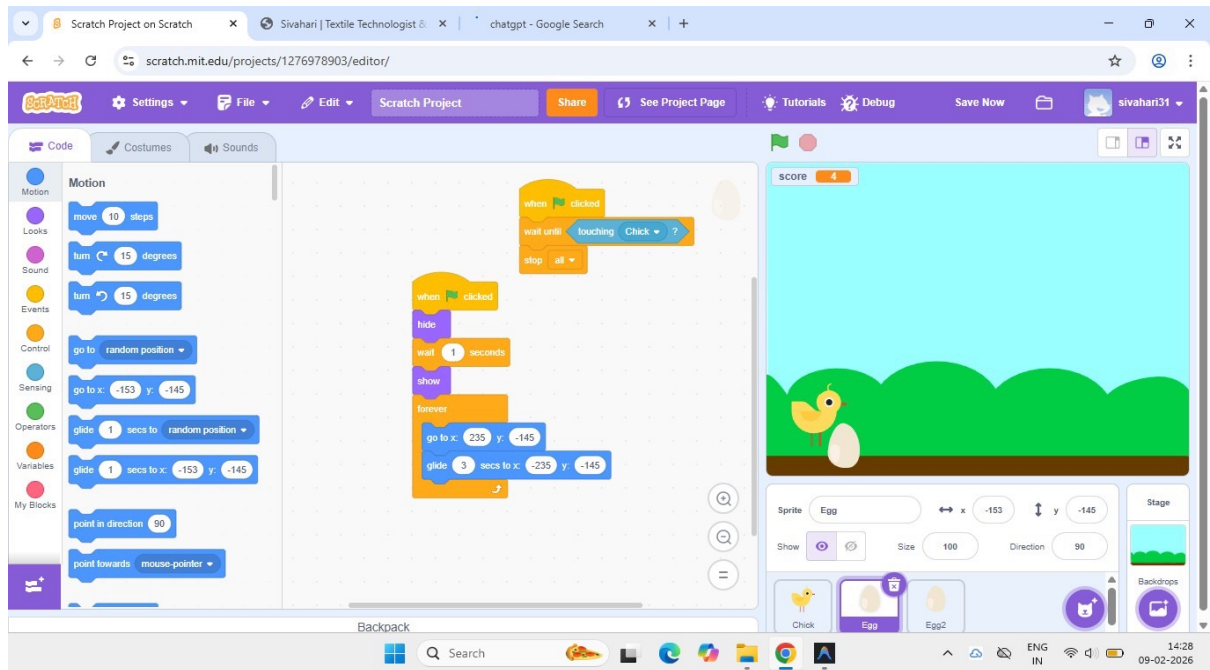 Scratch Project on Scratch
Sivahari | Textile Technologist &
chatgpt - Google Search
scratch.mit.edu/projects/1276978903/editor/
SCRATCH
Settings
File
Edit
Scratch Project
Share
See Project Page
Tutorials
Debug
Save Now
sivahari31
Code
Costumes
Sounds
Motion
Looks
Sound
Events
Control
Sensing
Operators
Variables
My Blocks
Motion
move 10 steps
turn 15 degrees
turn 15 degrees
go to random position
go to x: -153 y: -145
glide 1 secs to random position
glide 1 secs to x: -153 y: -145
point in direction 90
point towards mouse-pointer
when clicked
wait until touching Chick ?
stop all
when clicked
hide
wait 1 seconds
show
forever
go to x: 235 y: -145
glide 3 secs to x: -235 y: -145
Backpack
score 4
Sprite Egg x -153 y -145
Show Size 100 Direction 90
Chick
Egg
Egg2
Stage
Backdrops
Search
ENG
IN
14:28
09-02-2026